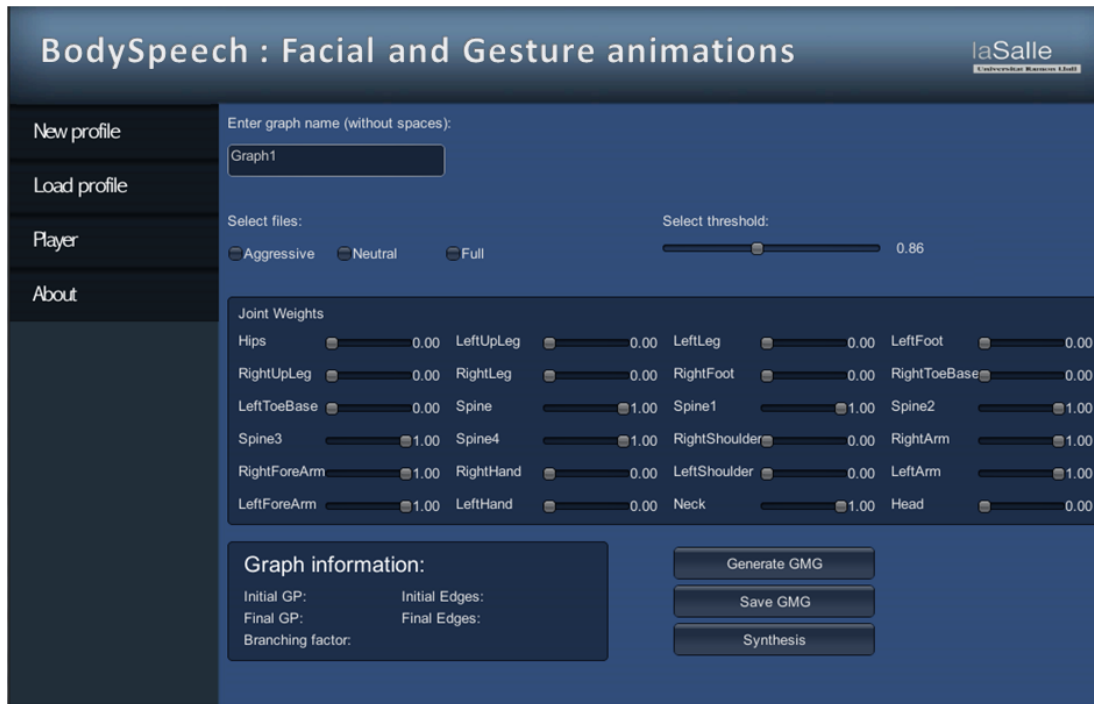 BodySpeech : Facial and Gesture animations
laSalle
Universitat Ramon Llull
New profile
Load profile
Player
About
Enter graph name (without spaces):
Graph1
Select files:
Select threshold:
Aggressive Neutral Full
0.86
Joint Weights
Hips 0.00 LeftUpLeg 0.00 LeftLeg 0.00 LeftFoot 0.00
RightUpLeg 0.00 RightLeg 0.00 RightFoot 0.00 RightToeBase 0.00
LeftToeBase 0.00 Spine 1.00 Spine1 1.00 Spine2 1.00
Spine3 1.00 Spine4 1.00 RightShoulder 0.00 RightArm 1.00
RightForeArm 1.00 RightHand 0.00 LeftShoulder 0.00 LeftArm 1.00
LeftForeArm 1.00 LeftHand 0.00 Neck 1.00 Head 0.00
Graph information:
Initial GP: Initial Edges:
Final GP: Final Edges:
Branching factor:
Generate GMG
Save GMG
Synthesis